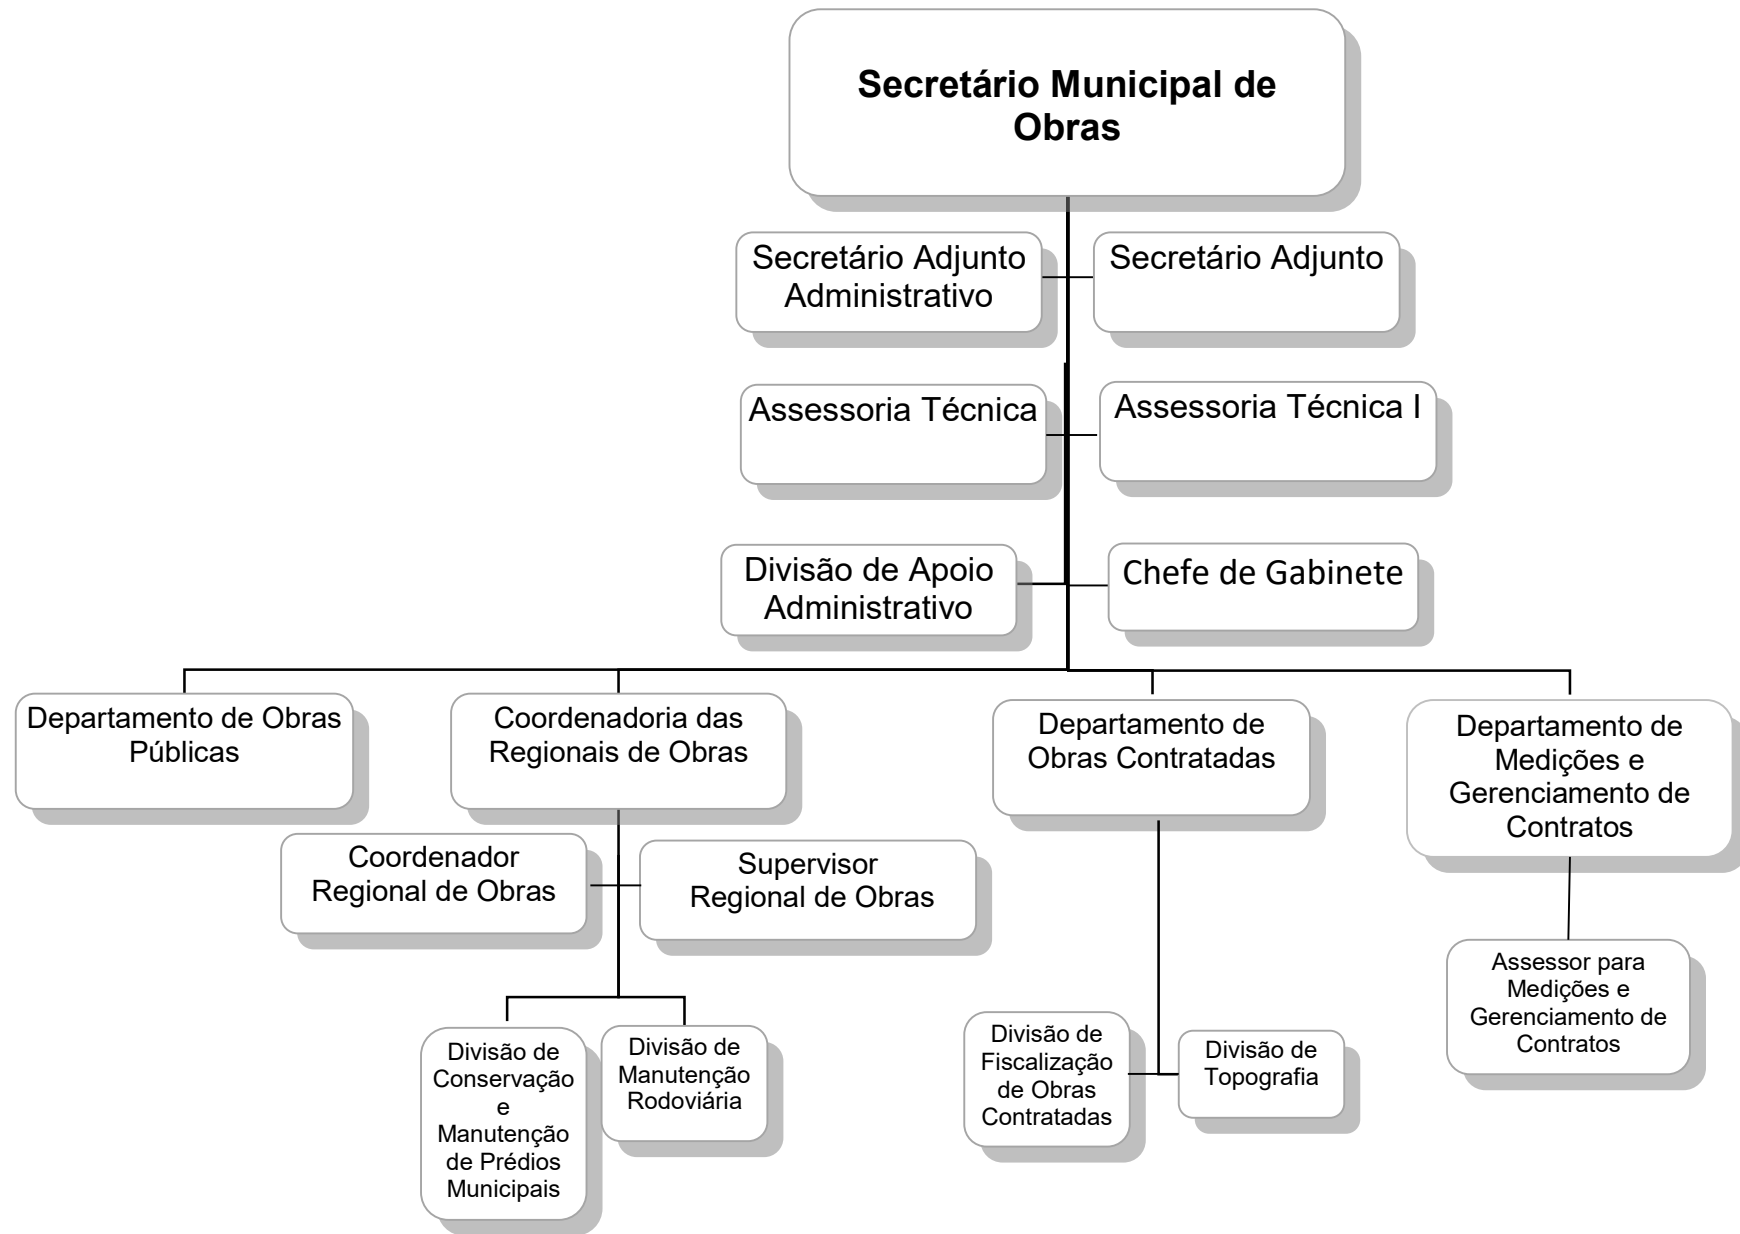 Secretário Municipal de
Obras
Secretário Adjunto
Administrativo
Secretário Adjunto
Assessoria Técnica
Assessoria Técnica I
Divisão de Apoio
Administrativo
Chefe de Gabinete
Departamento de Obras
Públicas
Coordenadoria das
Regionais de Obras
Departamento de
Obras Contratadas
Departamento de
Medições e
Gerenciamento de
Contratos
Coordenador
Regional de Obras
Supervisor
Regional de Obras
Assessor para
Medições e
Gerenciamento de
Contratos
Divisão de
Conservação
e
Manutenção
de Prédios
Municipais
Divisão de
Manutenção
Rodoviária
Divisão de
Fiscalização
de Obras
Contratadas
Divisão de
Topografia